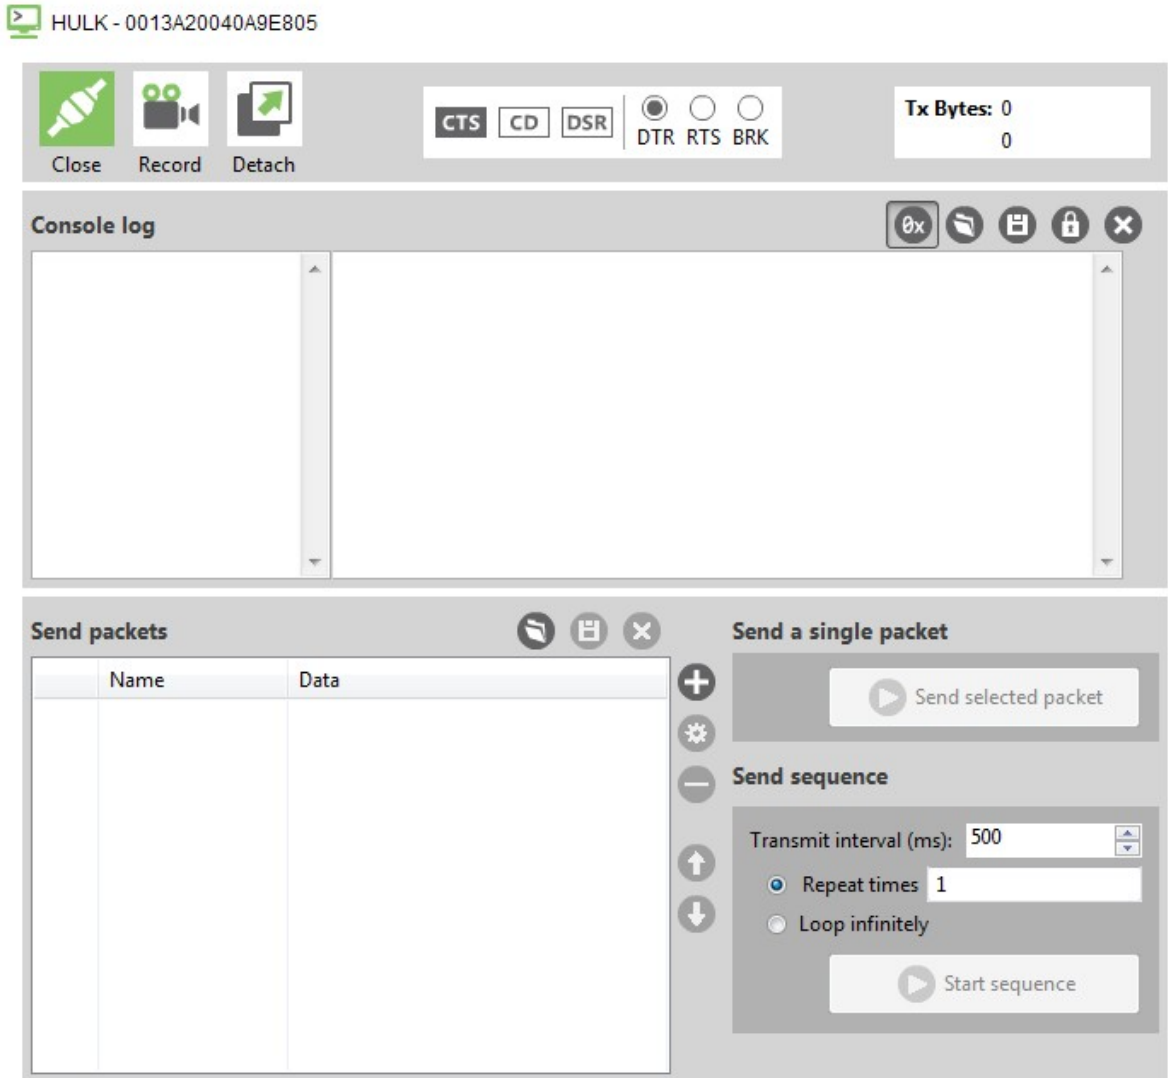 HULK - 0013A20040A9E805
Close Record Detach
CTS CD DSR DTR RTS BRK
Tx Bytes: 0
0
Console log
0x
Send packets
Name Data
Send a single packet
Send selected packet
Send sequence
Transmit interval (ms): 500
Repeat times 1
Loop infinitely
Start sequence